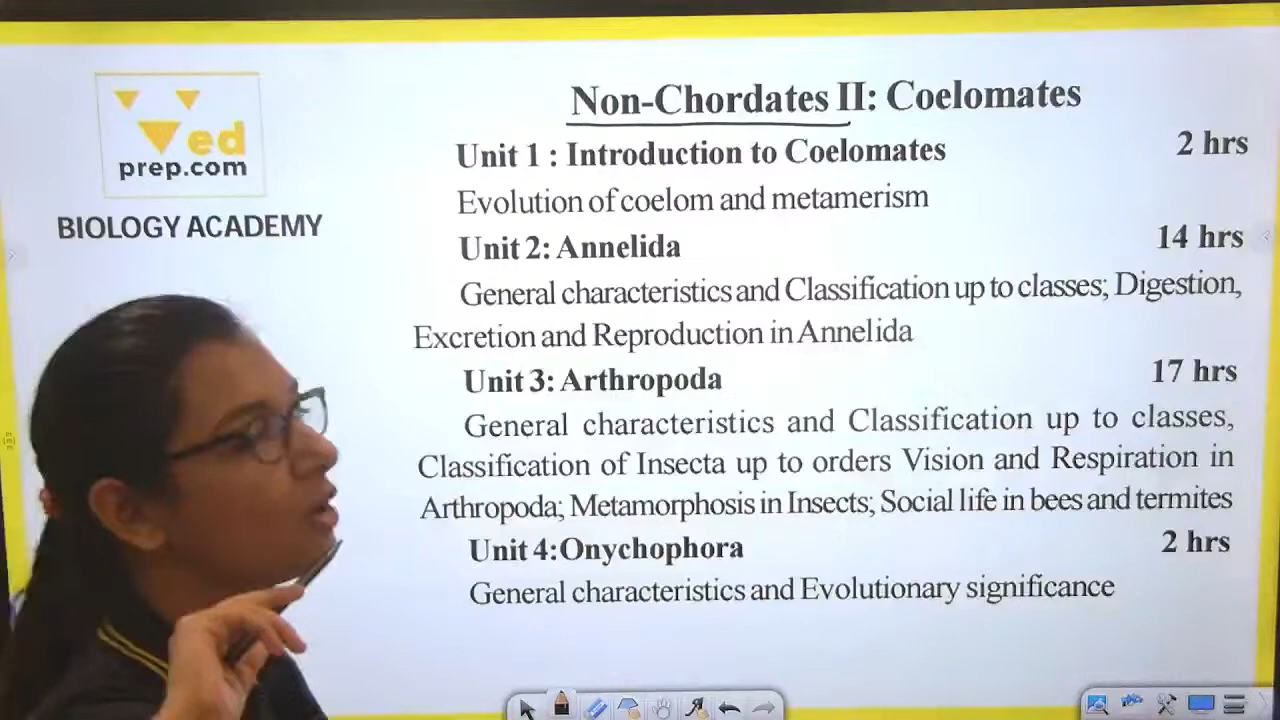 Ved
prep.com
BIOLOGY ACADEMY
Non-Chordates II: Coelomates
Unit 1 : Introduction to Coelomates 2 hrs
Evolution of coelom and metamerism
Unit 2: Annelida 14 hrs
General characteristics and Classification up to classes; Digestion,
Excretion and Reproduction in Annelida
Unit 3: Arthropoda 17 hrs
General characteristics and Classification up to classes,
Classification of Insecta up to orders Vision and Respiration in
Arthropoda; Metamorphosis in Insects; Social life in bees and termites
Unit 4:Onychophora 2 hrs
General characteristics and Evolutionary significance